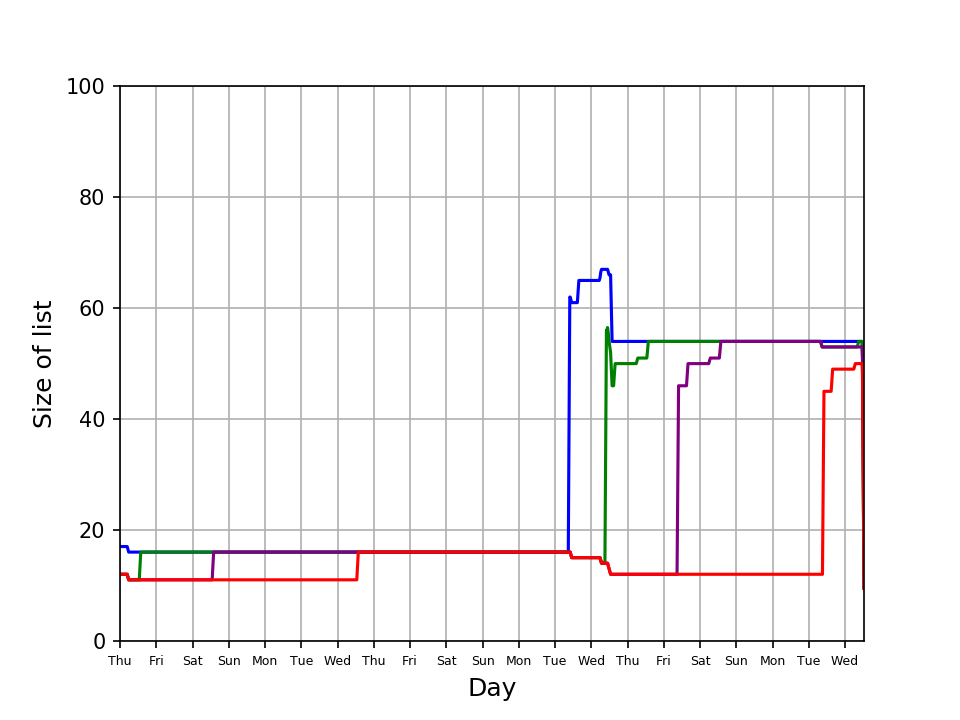 100
80
60
40
20
0
Size of list
Thu Fri Sat Sun Mon Tue Wed Thu Fri Sat Sun Mon Tue Wed Thu Fri Sat Sun Mon Tue Wed
Day